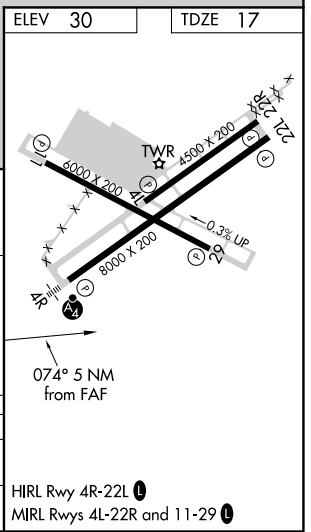 ELEV 30
TDZE 17
TWR
4500 X 200
22R
22L
11
6000 X 200
4L
0.3% UP
8000 X 200
29
4R
A4
074° 5 NM
from FAF
HIRL Rwy 4R-22L L
MIRL Rwys 4L-22R and 11-29 L
P
P
P
P
P
P